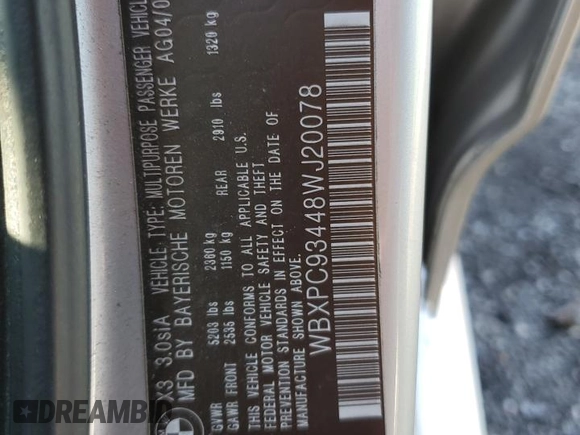 X3 3.0siA VEHICLE TYPE: MULTIPURPOSE PASSENGER VEHICL
MFD BY BAYERISCHE MOTOREN WERKE AG04/0
GVWR 5203 lbs 2360 kg
GAWR FRONT 2535 lbs 1150 kg REAR 2910 lbs 1320 kg
THIS VEHICLE CONFORMS TO ALL APPLICABLE U.S.
FEDERAL MOTOR VEHICLE SAFETY AND THEFT
PREVENTION STANDARDS IN EFFECT ON THE DATE OF
MANUFACTURE SHOWN ABOVE.
WBXPC93448WJ20078
DREAMBID